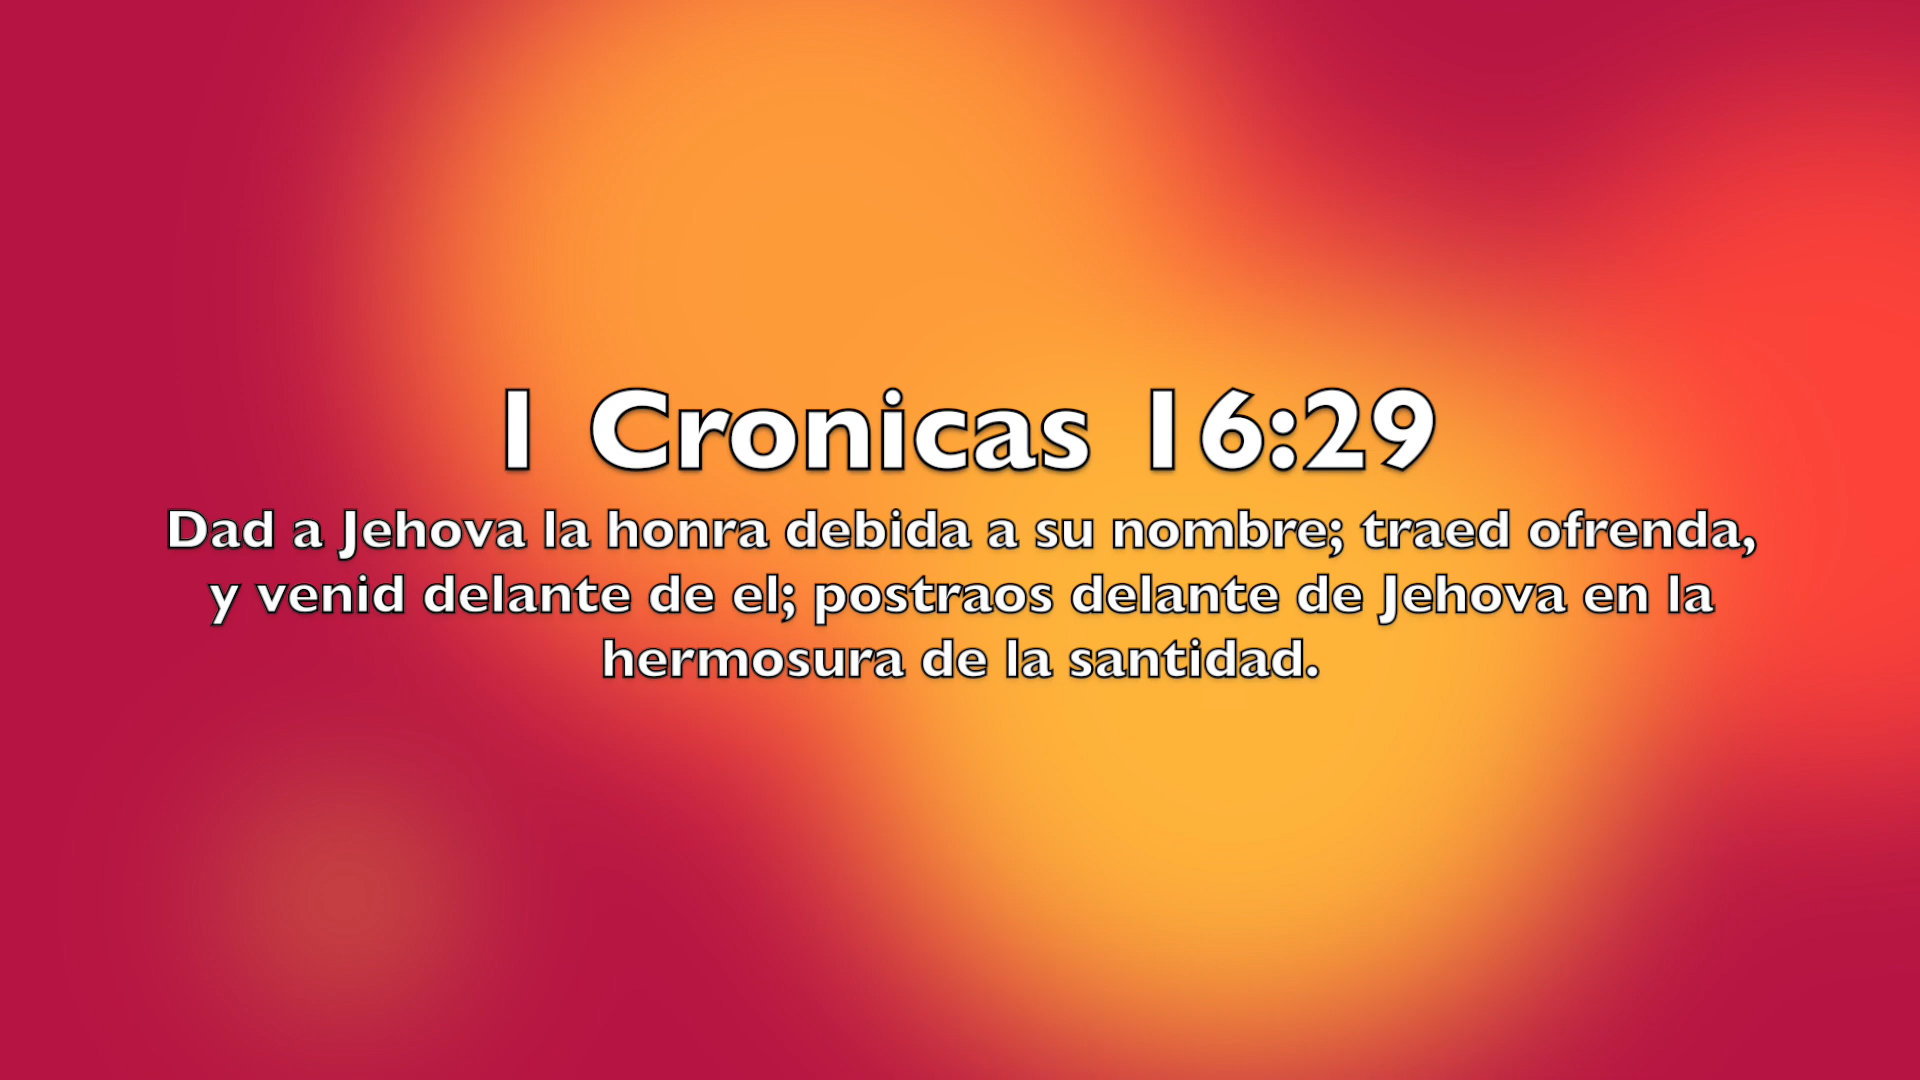 1 Cronicas 16:29
Dad a Jehova la honra debida a su nombre; traed ofrenda,
y venid delante de el; postraos delante de Jehova en la
hermosura de la santidad.